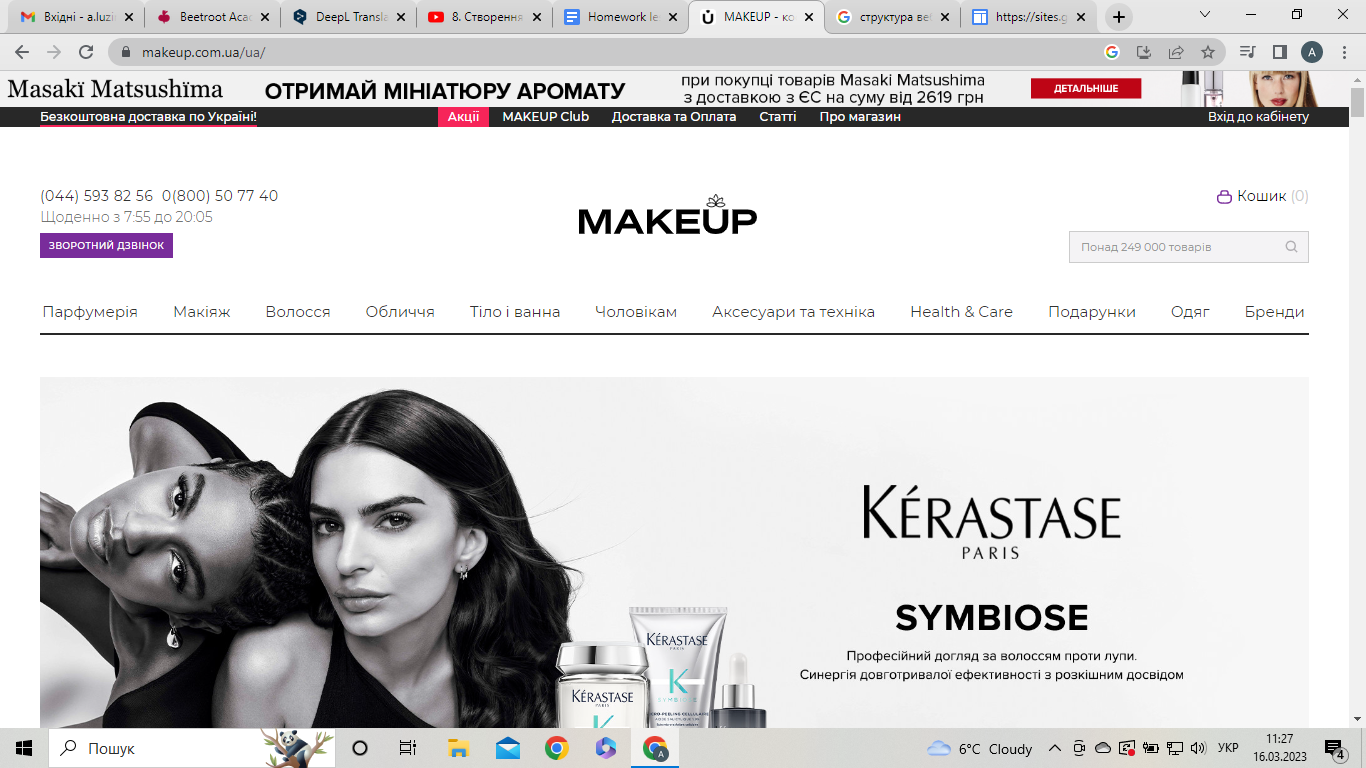 Вхідні - a.luzi
Beetroot Aca
DeepL Transla
8. Створення
Homework le
MAKEUP - ко
структура ве
https://sites.g
makeup.com.ua/ua/
A
Masakï Matsushïma
ОТРИМАЙ МІНІАТЮРУ АРОМАТУ
при покупці товарів Masaki Matsushima
з доставкою з ЄС на суму від 2619 грн
ДЕТАЛЬНІШЕ
Безкоштовна доставка по Україні!
Акції
MAKEUP Club
Доставка та Оплата
Статті
Про магазин
Вхід до кабінету
(044) 593 82 56 0(800) 50 77 40
Щоденно з 7:55 до 20:05
ЗВОРОТНИЙ ДЗВІНОК
MAKEUP
Кошик (0)
Понад 249 000 товарів
Парфумерія
Макіяж
Волосся
Обличчя
Тіло і ванна
Чоловікам
Аксесуари та техніка
Health & Care
Подарунки
Одяг
Бренди
KÉRASTASE
PARIS
SYMBIOSE
Професійний догляд за волоссям проти лупи.
Синергія довготривалої ефективності з розкішним досвідом
KÉRASTASE
PARIS
K
SYMBIOSE
KÉRASTASE
PARIS
K
Пошук
6°C Cloudy
УКР
11:27
16.03.2023
4